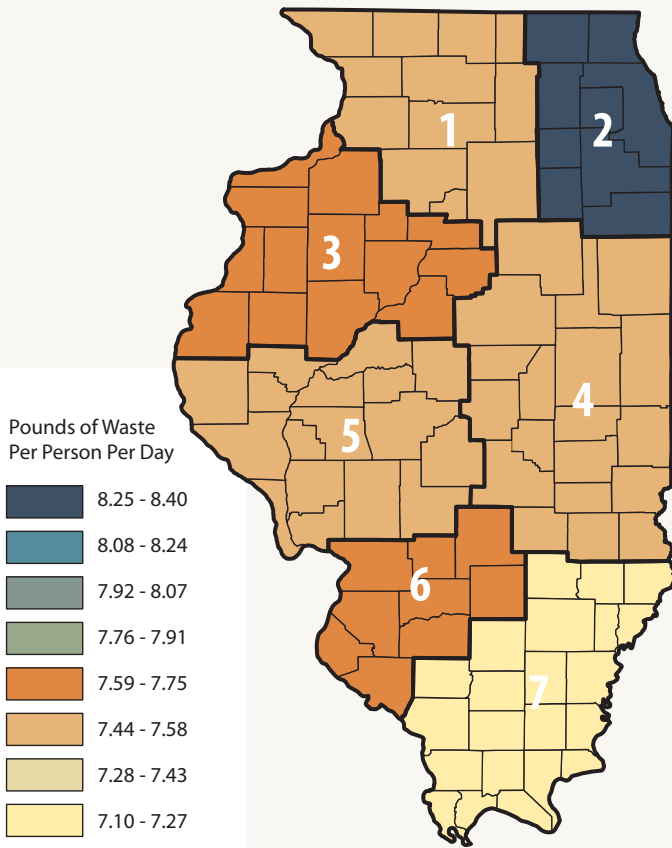 1
2
3
4
5
6
7
Pounds of Waste
Per Person Per Day
8.25 - 8.40
8.08 - 8.24
7.92 - 8.07
7.76 - 7.91
7.59 - 7.75
7.44 - 7.58
7.28 - 7.43
7.10 - 7.27